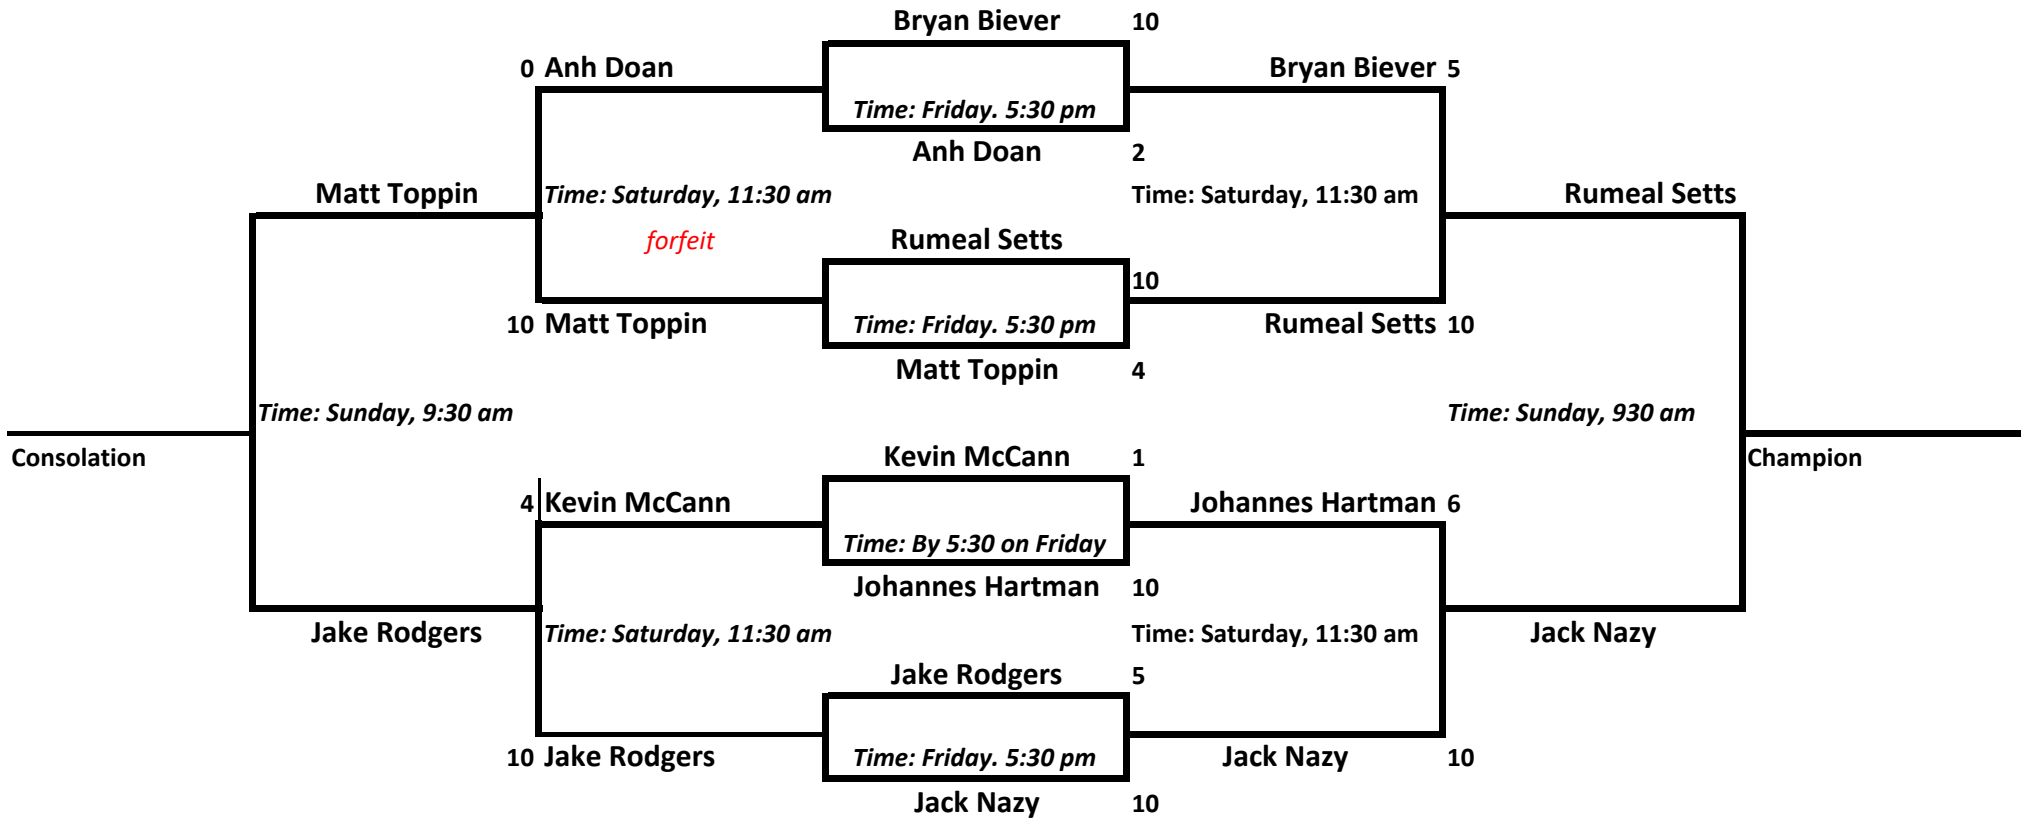 Bryan Biever 10
0 Anh Doan
Bryan Biever 5
Time: Friday. 5:30 pm
Anh Doan 2
Matt Toppin
Time: Saturday, 11:30 am
Time: Saturday, 11:30 am
Rumeal Setts
forfeit
Rumeal Setts
10
10 Matt Toppin
Time: Friday. 5:30 pm
Rumeal Setts 10
Matt Toppin 4
Time: Sunday, 9:30 am
Time: Sunday, 930 am
Consolation
Kevin McCann 1
Champion
4 Kevin McCann
Johannes Hartman 6
Time: By 5:30 on Friday
Johannes Hartman 10
Jake Rodgers
Time: Saturday, 11:30 am
Time: Saturday, 11:30 am
Jack Nazy
Jake Rodgers 5
10 Jake Rodgers
Time: Friday. 5:30 pm
Jack Nazy 10
Jack Nazy 10